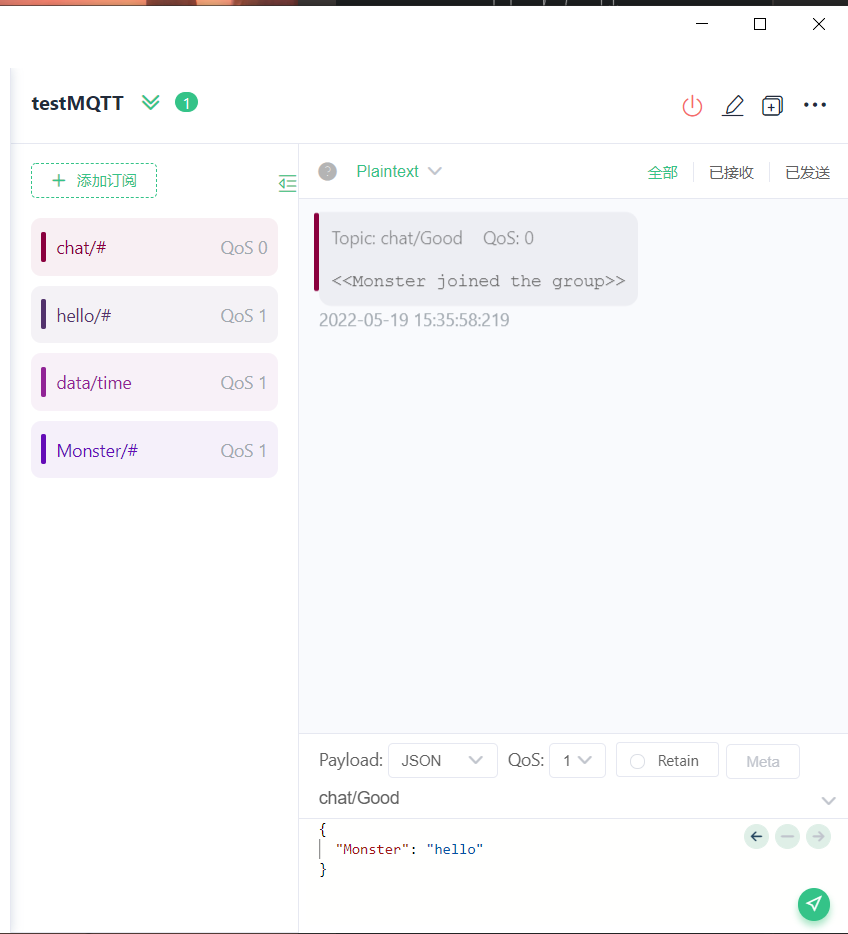 testMQTT 1
添加订阅
chat/# QoS 0
hello/# QoS 1
data/time QoS 1
Monster/# QoS 1
? Plaintext 全部 已接收 已发送
Topic: chat/Good QoS: 0
<<Monster joined the group>>
2022-05-19 15:35:58:219
Payload: JSON QoS: 1 Retain Meta
chat/Good
{
"Monster": "hello"
}